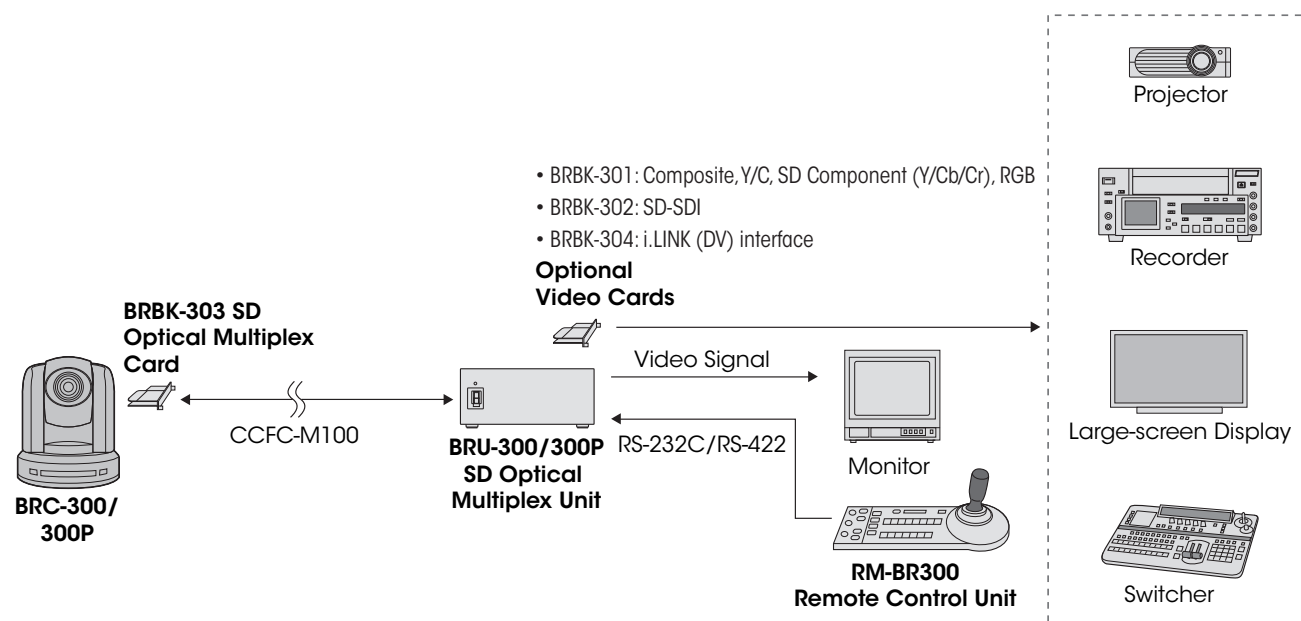 Projector
• BRBK-301: Composite, Y/C, SD Component (Y/Cb/Cr), RGB
• BRBK-302: SD-SDI
• BRBK-304: i.LINK (DV) interface
Optional
Video Cards
Recorder
BRBK-303 SD
Optical Multiplex
Card
Video Signal
CCFC-M100
BRU-300/300P
SD Optical
Multiplex Unit
RS-232C/RS-422
Monitor
Large-screen Display
BRC-300/
300P
RM-BR300
Remote Control Unit
Switcher